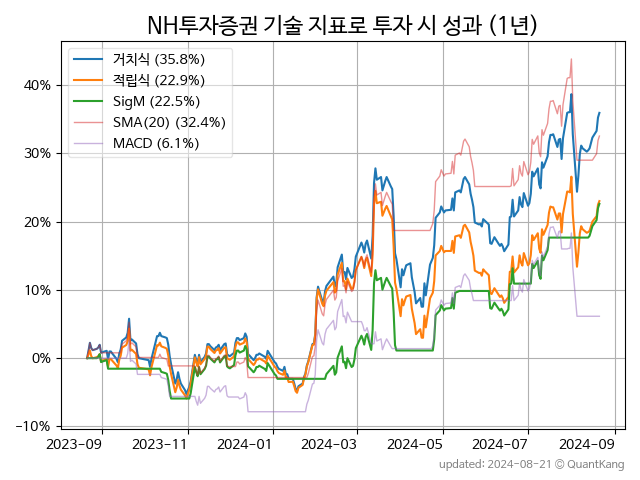 NH투자증권 기술 지표로 투자 시 성과 (1년)
거치식 (35.8%)
적립식 (22.9%)
SigM (22.5%)
SMA(20) (32.4%)
MACD (6.1%)
40%
30%
20%
10%
0%
−10%
2023-09 2023-11 2024-01 2024-03 2024-05 2024-07 2024-09
updated: 2024-08-21 © QuantKang